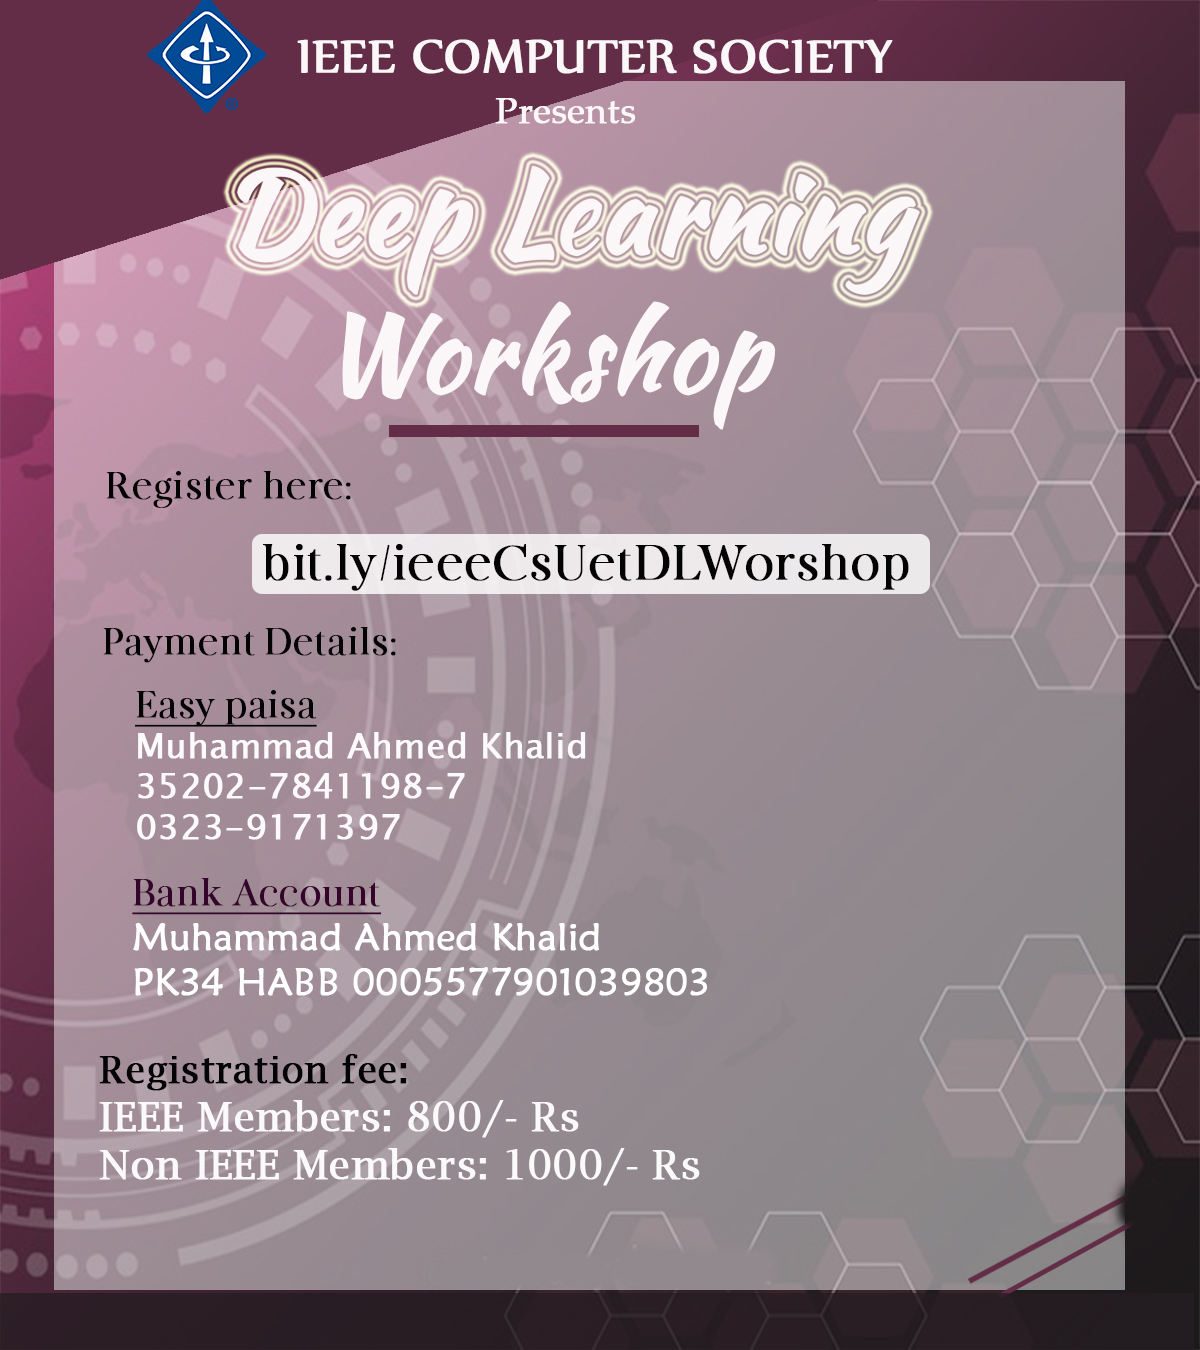 IEEE COMPUTER SOCIETY
Presents
Deep Learning
Workshop
Register here:
bit.ly/ieeeCsUetDLWorshop
Payment Details:
Easy paisa
Muhammad Ahmed Khalid
35202-7841198-7
0323-9171397
Bank Account
Muhammad Ahmed Khalid
PK34 HABB 0005577901039803
Registration fee:
IEEE Members: 800/- Rs
Non IEEE Members: 1000/- Rs